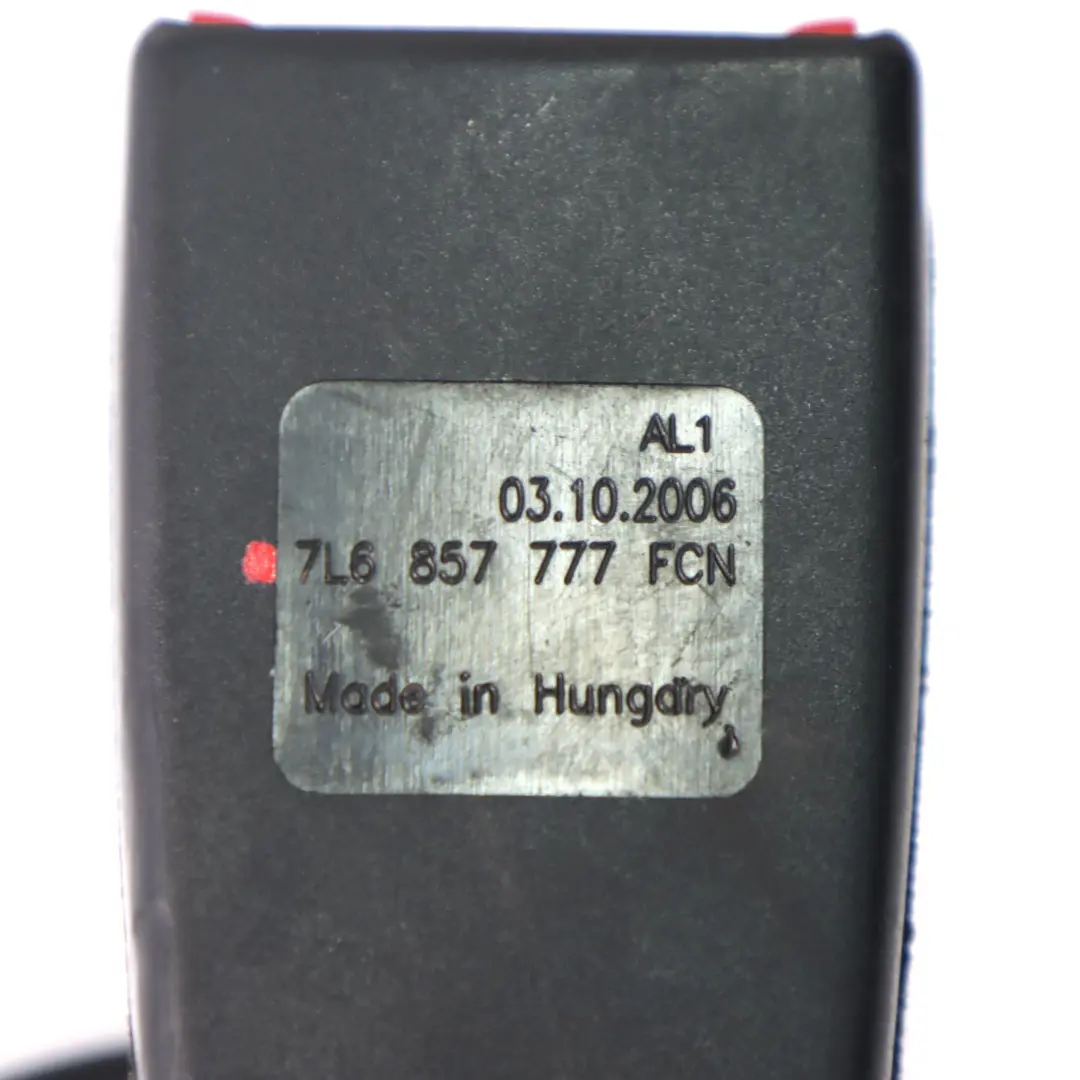 AL1
03.10.2006
7L6 857 777 FCN
Made in Hungary